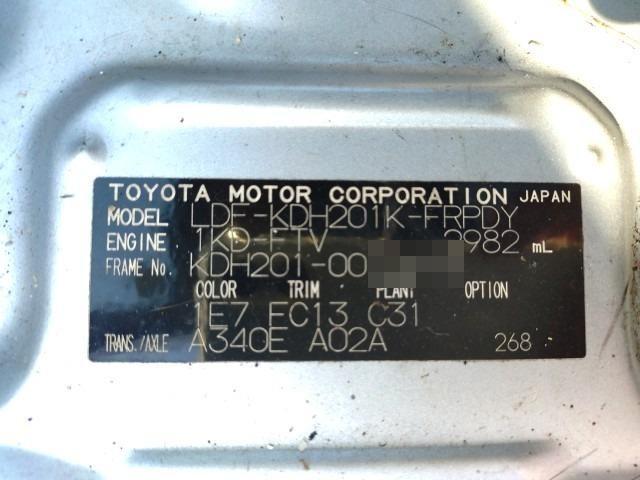 TOYOTA MOTOR CORPORATION JAPAN
MODEL LDF-KDH201K-FRPDY
ENGINE 1KD-FTV 2982 mL
FRAME No. KDH201-00
COLOR TRIM PLANT OPTION
1E7 FC13 C31
TRANS./AXLE A340E A02A 268